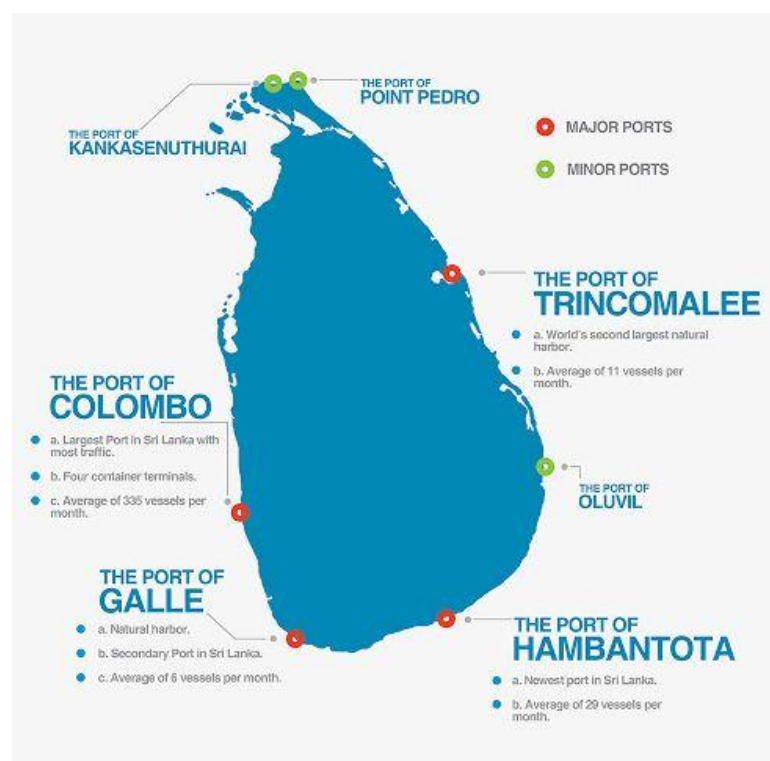 THE PORT OF
POINT PEDRO
THE PORT OF
KANKASENUTHURAI
MAJOR PORTS
MINOR PORTS
THE PORT OF
TRINCOMALEE
a. World's second largest natural
harbor.
b. Average of 11 vessels per
month.
THE PORT OF
COLOMBO
a. Largest Port in Sri Lanka with
most traffic.
b. Four container terminals.
c. Average of 335 vessels per
month.
THE PORT OF
OLUVIL
THE PORT OF
GALLE
a. Natural harbor.
b. Secondary Port in Sri Lanka.
c. Average of 6 vessels per month.
THE PORT OF
HAMBANTOTA
a. Newest port in Sri Lanka.
b. Average of 29 vessels per
month.